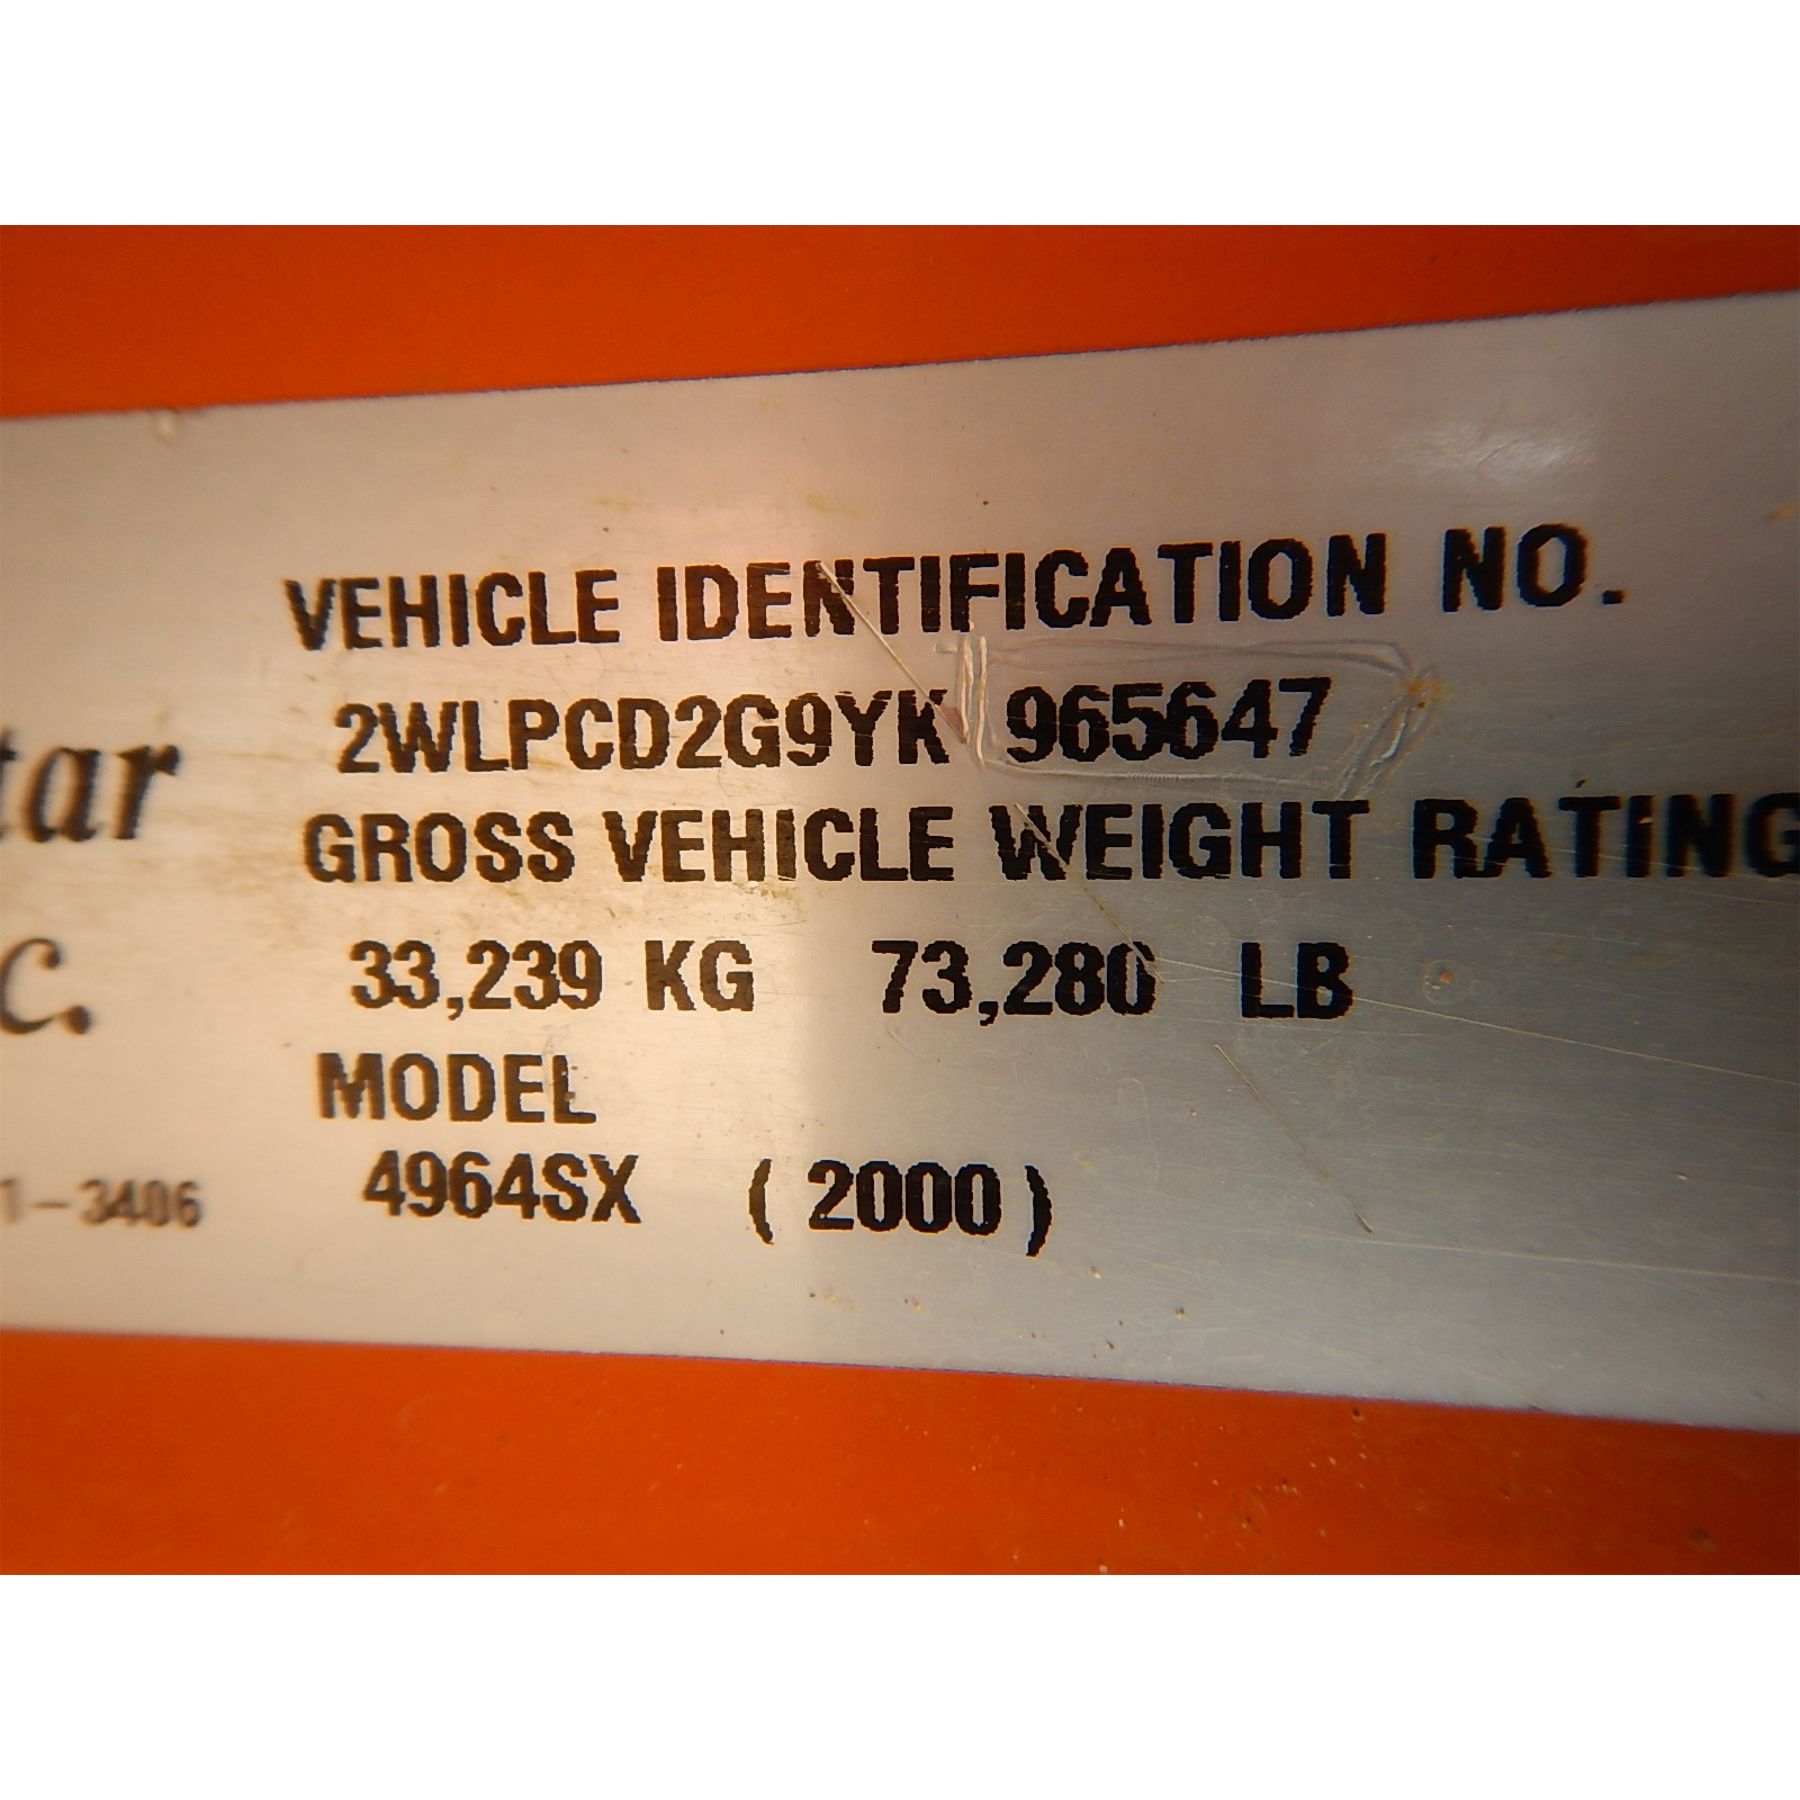 VEHICLE IDENTIFICATION NO.
2WLPCD2G9YK 965647
GROSS VEHICLE WEIGHT RATING
33,239 KG 73,280 LB
MODEL
4964SX (2000)
tar
c.
1-3406